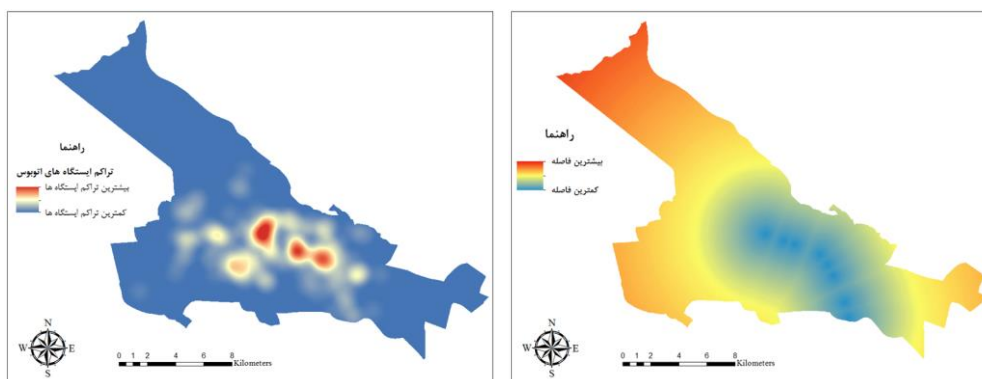 راهنما
تراکم ایستگاه های اتوبوس
بیشترین تراکم ایستگاه ها
کمترین تراکم ایستگاه ها
N
W E
S
0 1 2 4 6 8
Kilometers
راهنما
بیشترین فاصله
کمترین فاصله
N
W E
S
0 1 2 4 6 8
Kilometers